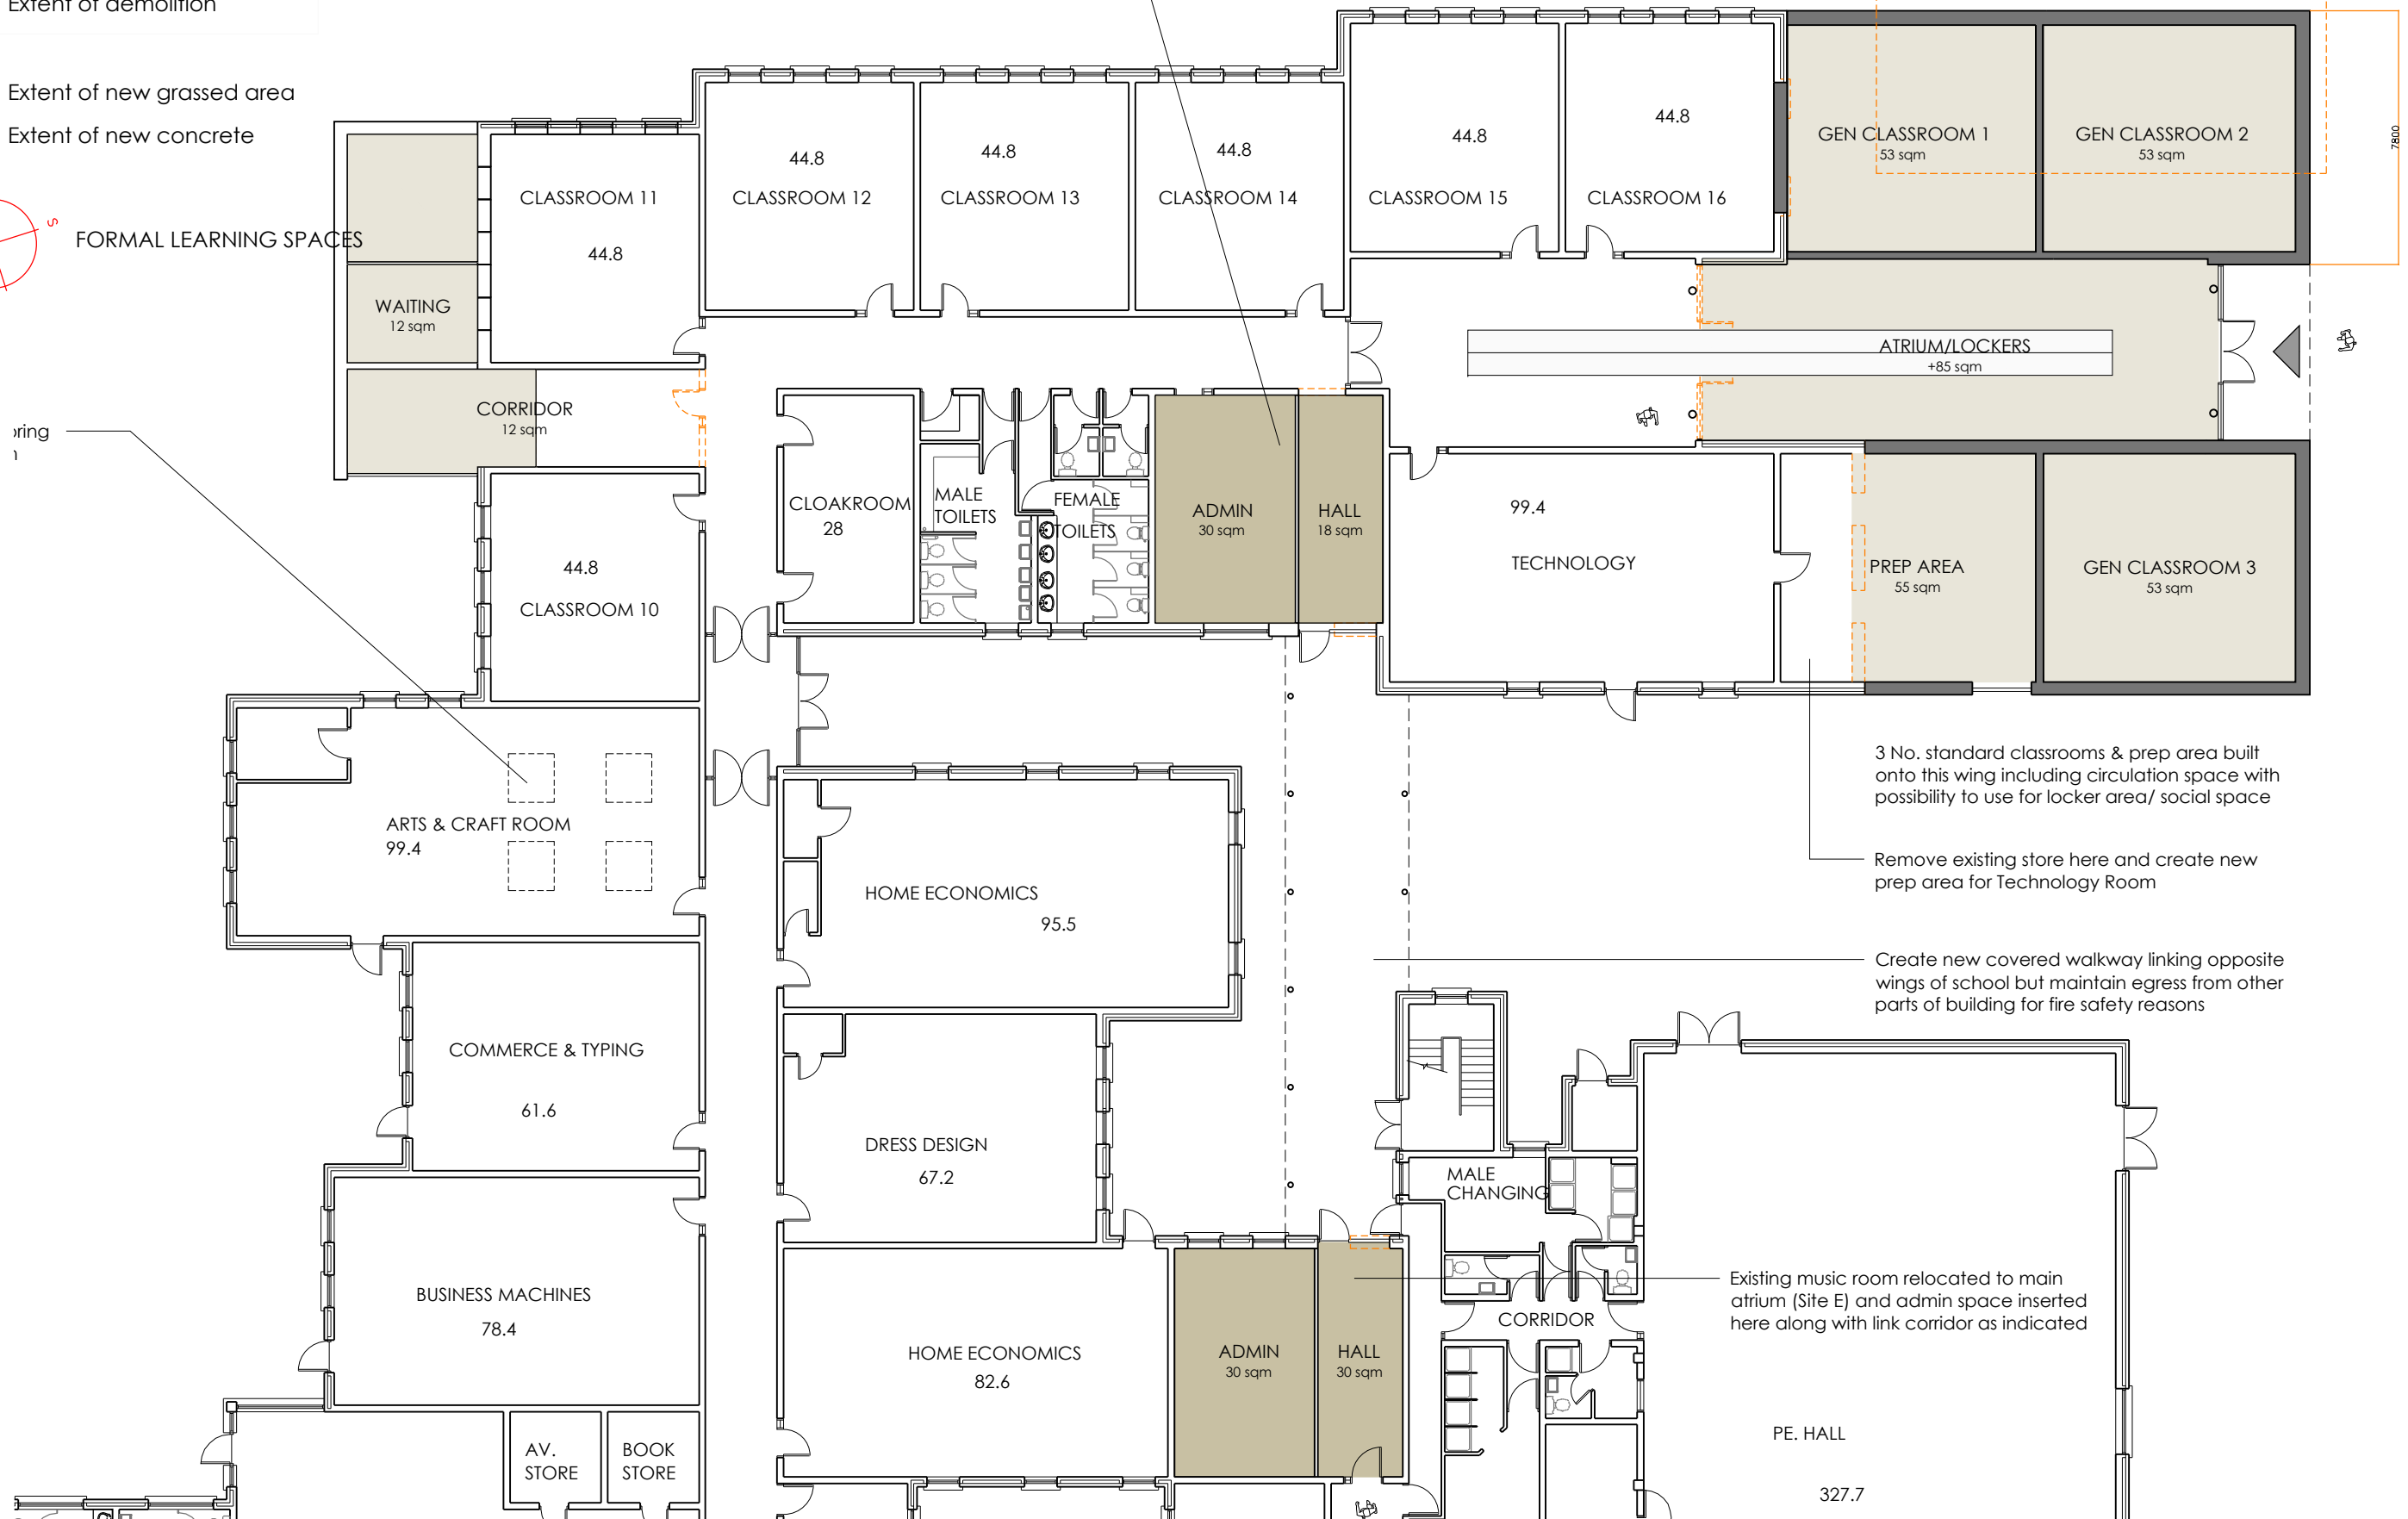 Extent of demolition
Extent of new grassed area
Extent of new concrete
S
FORMAL LEARNING SPACES
WAITING
12 sqm
CORRIDOR
12 sqm
CLASSROOM 11
44.8
44.8
CLASSROOM 12
44.8
CLASSROOM 13
44.8
CLASSROOM 14
44.8
CLASSROOM 15
44.8
CLASSROOM 16
GEN CLASSROOM 1
53 sqm
GEN CLASSROOM 2
53 sqm
7800
ATRIUM/LOCKERS
+85 sqm
CLOAKROOM
28
MALE
TOILETS
FEMALE
TOILETS
ADMIN
30 sqm
HALL
18 sqm
99.4
TECHNOLOGY
PREP AREA
55 sqm
GEN CLASSROOM 3
53 sqm
44.8
CLASSROOM 10
3 No. standard classrooms & prep area built
onto this wing including circulation space with
possibility to use for locker area/ social space
Remove existing store here and create new
prep area for Technology Room
ARTS & CRAFT ROOM
99.4
HOME ECONOMICS
95.5
Create new covered walkway linking opposite
wings of school but maintain egress from other
parts of building for fire safety reasons
COMMERCE & TYPING
61.6
DRESS DESIGN
67.2
MALE
CHANGING
BUSINESS MACHINES
78.4
HOME ECONOMICS
82.6
ADMIN
30 sqm
HALL
30 sqm
CORRIDOR
Existing music room relocated to main
atrium (Site E) and admin space inserted
here along with link corridor as indicated
AV.
STORE
BOOK
STORE
PE. HALL
327.7